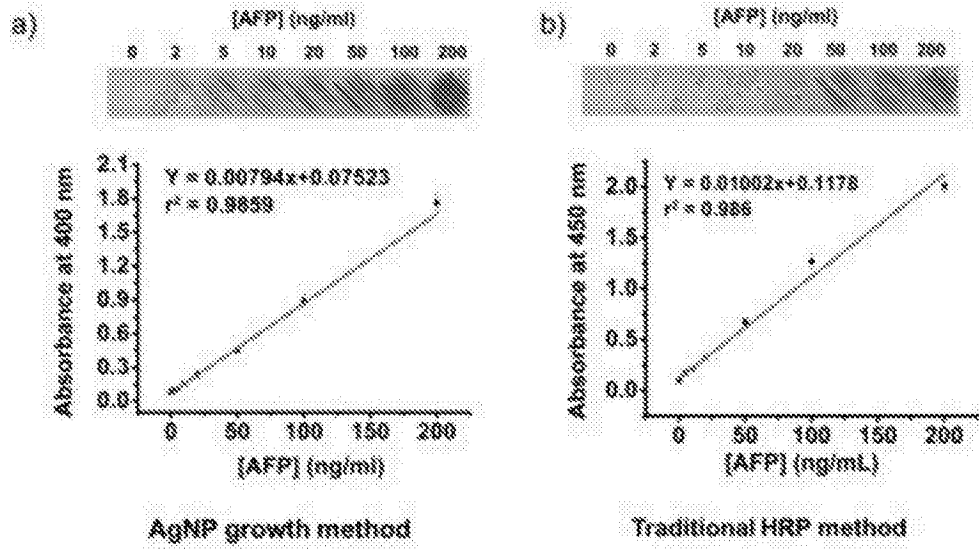 a)
[AFP] (ng/ml)
0 2 5 10 20 50 100 200
2.1
1.8
1.5
1.2
0.9
0.6
0.3
0.0
Absorbance at 400 nm
Y = 0.00794x+0.07523
r² = 0.9859
0 50 100 150 200
[AFP] (ng/ml)
AgNP growth method
b)
[AFP] (ng/ml)
0 2 5 10 20 50 100 200
2.0
1.5
1.0
0.5
0.0
Absorbance at 450 nm
Y = 0.01002x+0.1178
r² = 0.986
0 50 100 150 200
[AFP] (ng/mL)
Traditional HRP method